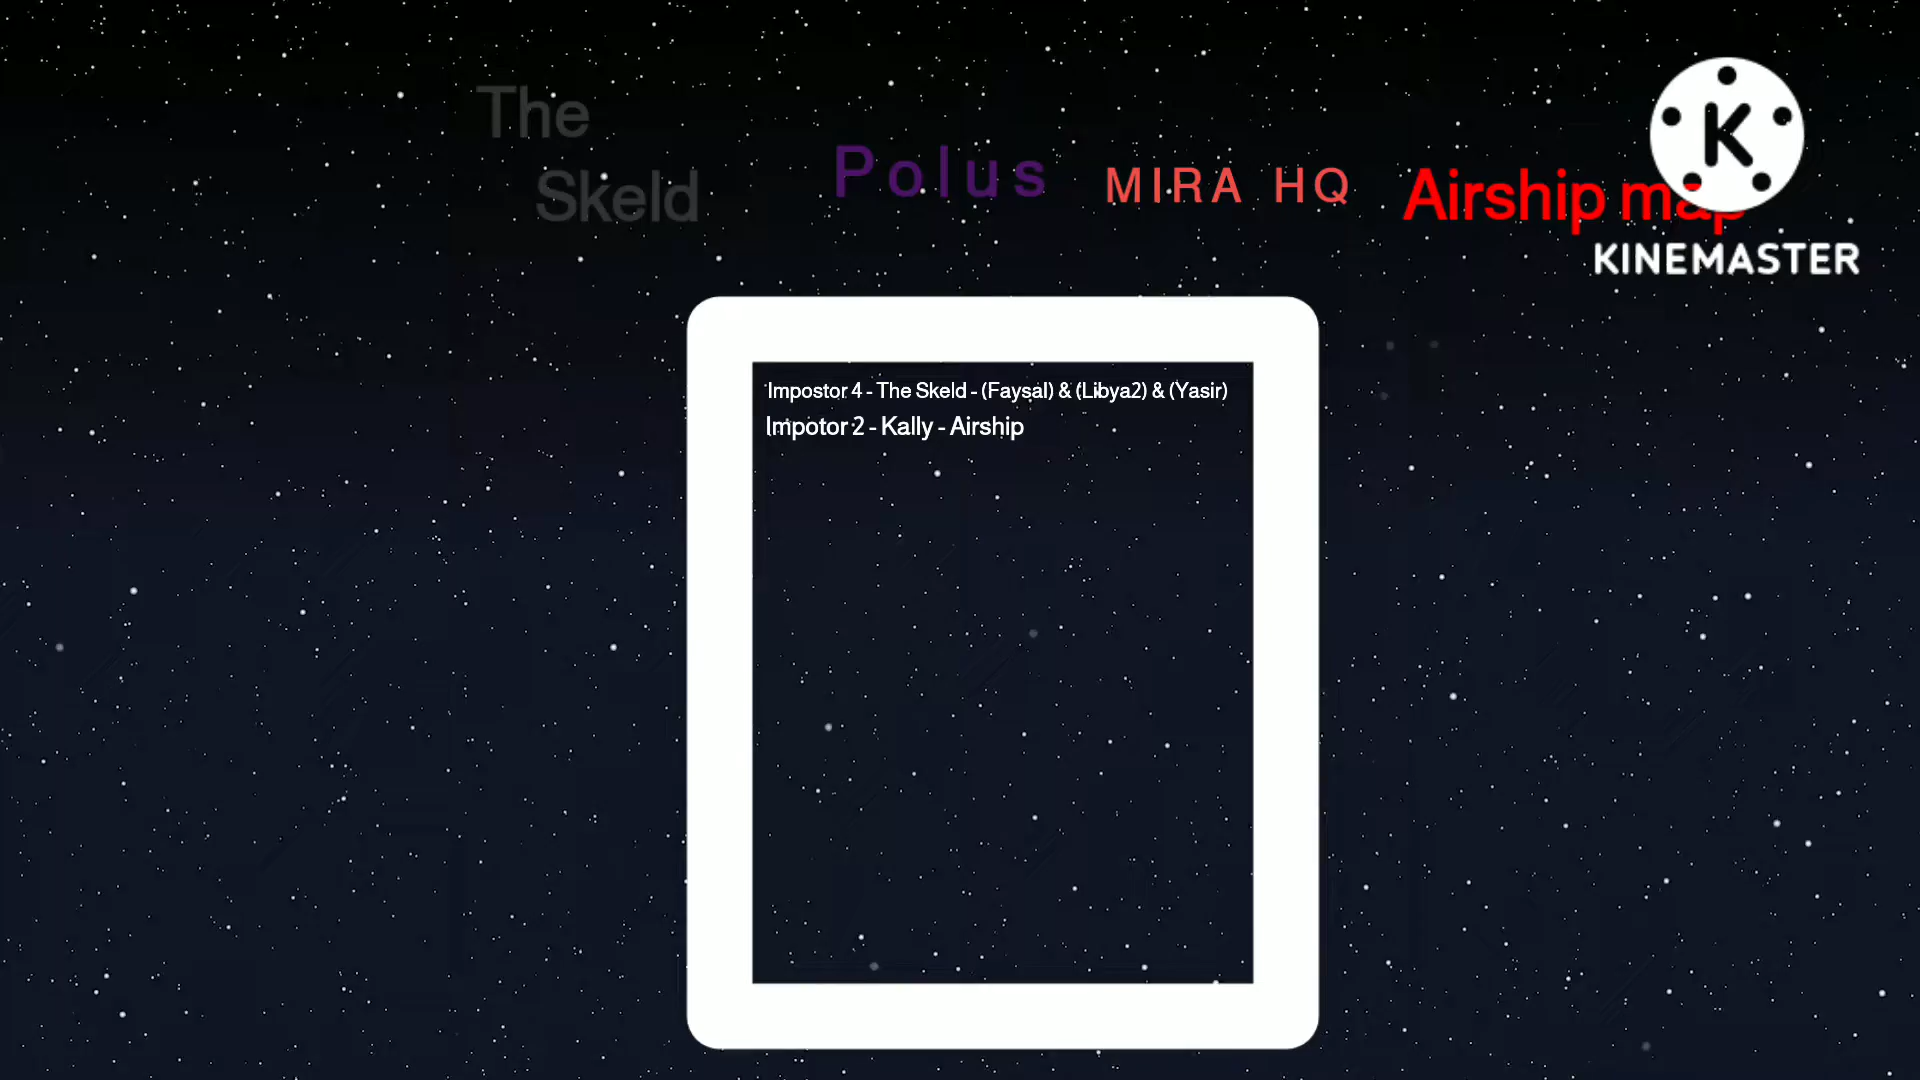 The
Skeld
Polus
MIRA HQ
Airship map
K
KINEMASTER
Impostor 4 - The Skeld - (Faysal) & (Libya2) & (Yasir)
Impotor 2 - Kally - Airship